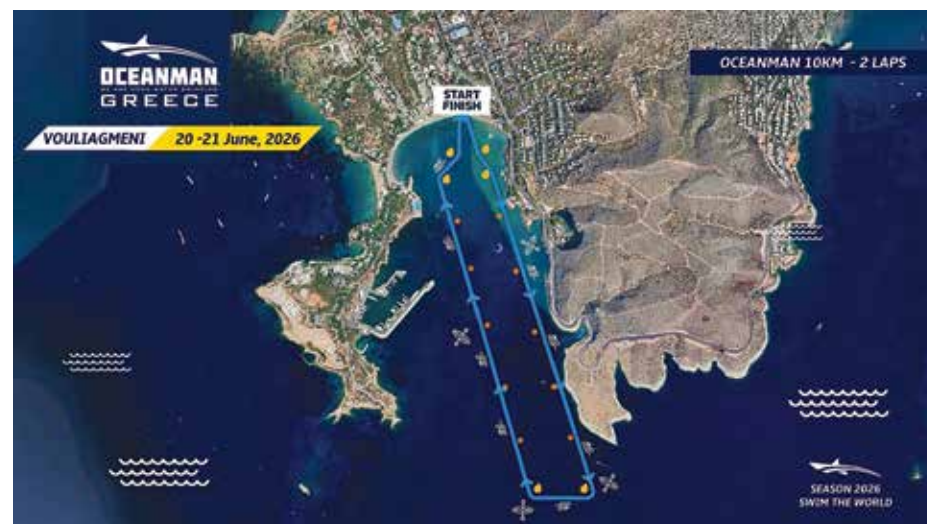 OCEANMAN
GREECE
OCEANMAN 10KM - 2 LAPS
START
FINISH
VOULIAGMENI 20 -21 June, 2026
SEASON 2026
SWIM THE WORLD